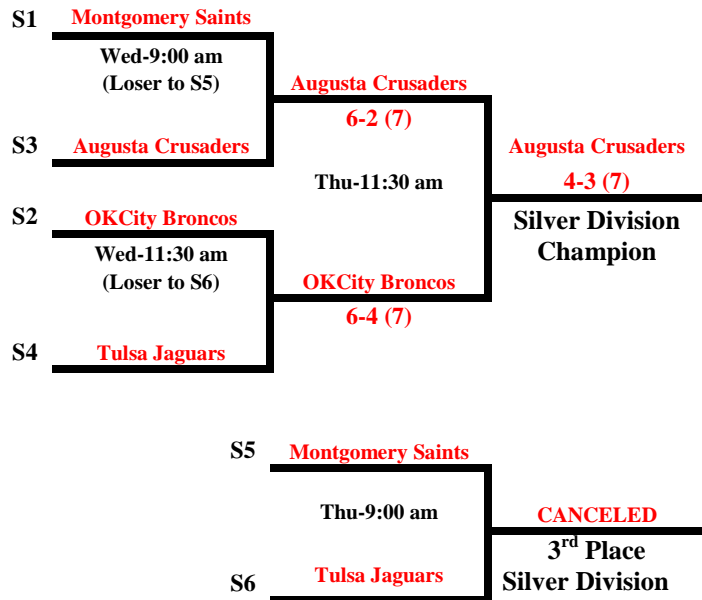 S1 Montgomery Saints
Wed-9:00 am
(Loser to S5)
Augusta Crusaders
6-2 (7)
S3 Augusta Crusaders
Augusta Crusaders
4-3 (7)
Thu-11:30 am
S2 OKCity Broncos
Silver Division
Champion
Wed-11:30 am
(Loser to S6)
OKCity Broncos
6-4 (7)
S4 Tulsa Jaguars
S5 Montgomery Saints
Thu-9:00 am
CANCELED
3rd Place
Silver Division
S6 Tulsa Jaguars